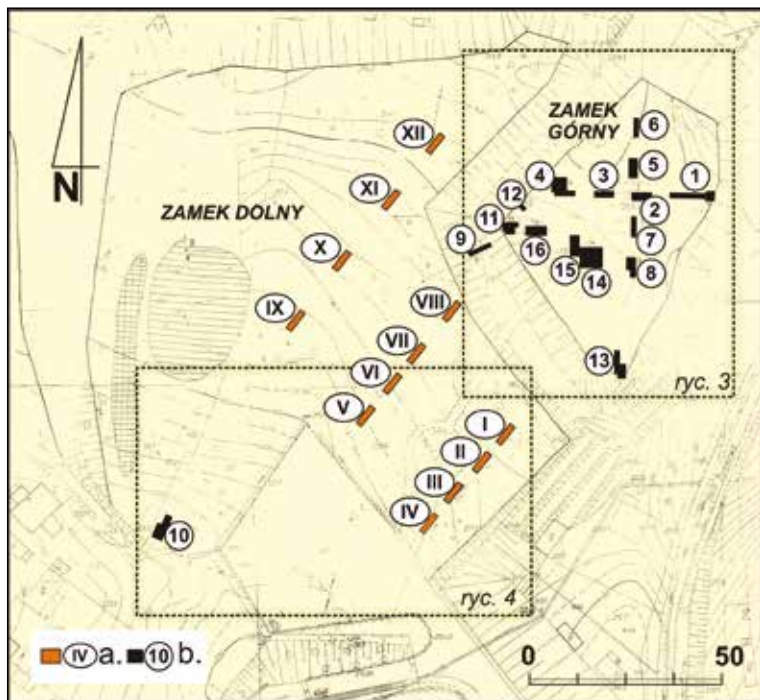 ZAMEK
GÓRNY
XII
6
5
1
4
3
XI
12
2
ZAMEK DOLNY
11
7
9
16
X
15
14
8
IX
VIII
VII
13
VI
ryc. 3
V
I
II
III
IV
10
N
ryc. 4
IV a. 10 b.
0 50